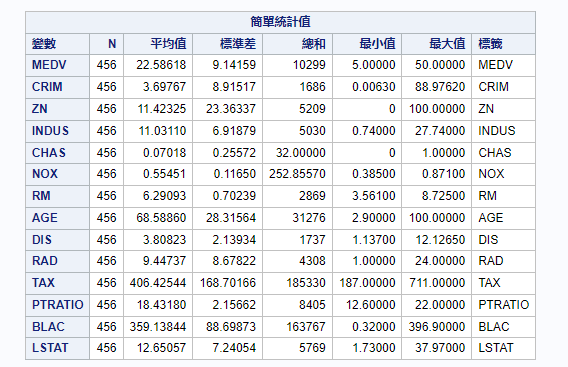 簡單統計值
變數 N 平均值 標準差 總和 最小值 最大值 標籤
MEDV 456 22.58618 9.14159 10299 5.00000 50.00000 MEDV
CRIM 456 3.69767 8.91517 1686 0.00630 88.97620 CRIM
ZN 456 11.42325 23.36337 5209 0 100.00000 ZN
INDUS 456 11.03110 6.91879 5030 0.74000 27.74000 INDUS
CHAS 456 0.07018 0.25572 32.00000 0 1.00000 CHAS
NOX 456 0.55451 0.11650 252.85570 0.38500 0.87100 NOX
RM 456 6.29093 0.70239 2869 3.56100 8.72500 RM
AGE 456 68.58860 28.31564 31276 2.90000 100.00000 AGE
DIS 456 3.80823 2.13934 1737 1.13700 12.12650 DIS
RAD 456 9.44737 8.67822 4308 1.00000 24.00000 RAD
TAX 456 406.42544 168.70166 185330 187.00000 711.00000 TAX
PTRATIO 456 18.43180 2.15662 8405 12.60000 22.00000 PTRATIO
BLAC 456 359.13844 88.69873 163767 0.32000 396.90000 BLAC
LSTAT 456 12.65057 7.24054 5769 1.73000 37.97000 LSTAT